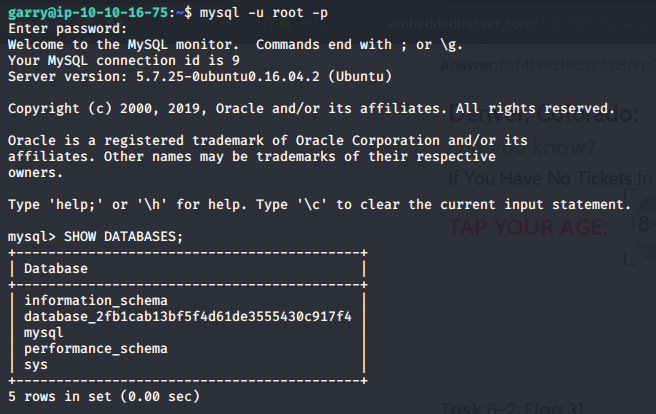 garry@ip-10-10-16-75:~$ mysql -u root -p
Enter password:
Welcome to the MySQL monitor.  Commands end with ; or \g.
Your MySQL connection id is 9
Server version: 5.7.25-0ubuntu0.16.04.2 (Ubuntu)
Copyright (c) 2000, 2019, Oracle and/or its affiliates. All rights reserved.
Oracle is a registered trademark of Oracle Corporation and/or its
affiliates. Other names may be trademarks of their respective
owners.
Type 'help;' or '\h' for help. Type '\c' to clear the current input statement.
mysql> SHOW DATABASES;
+-----------------------------------------+
| Database                                |
+-----------------------------------------+
| information_schema                      |
| database_2fb1cab13bf5f4d61de3555430c917f4 |
| mysql                                   |
| performance_schema                      |
| sys                                     |
+-----------------------------------------+
5 rows in set (0.00 sec)
www.embeddedhacker.com
Denver, Colorado:
know?
If You Have No Tickets In
TAP YOUR AGE: 18-
Task 6-2: Flag 31